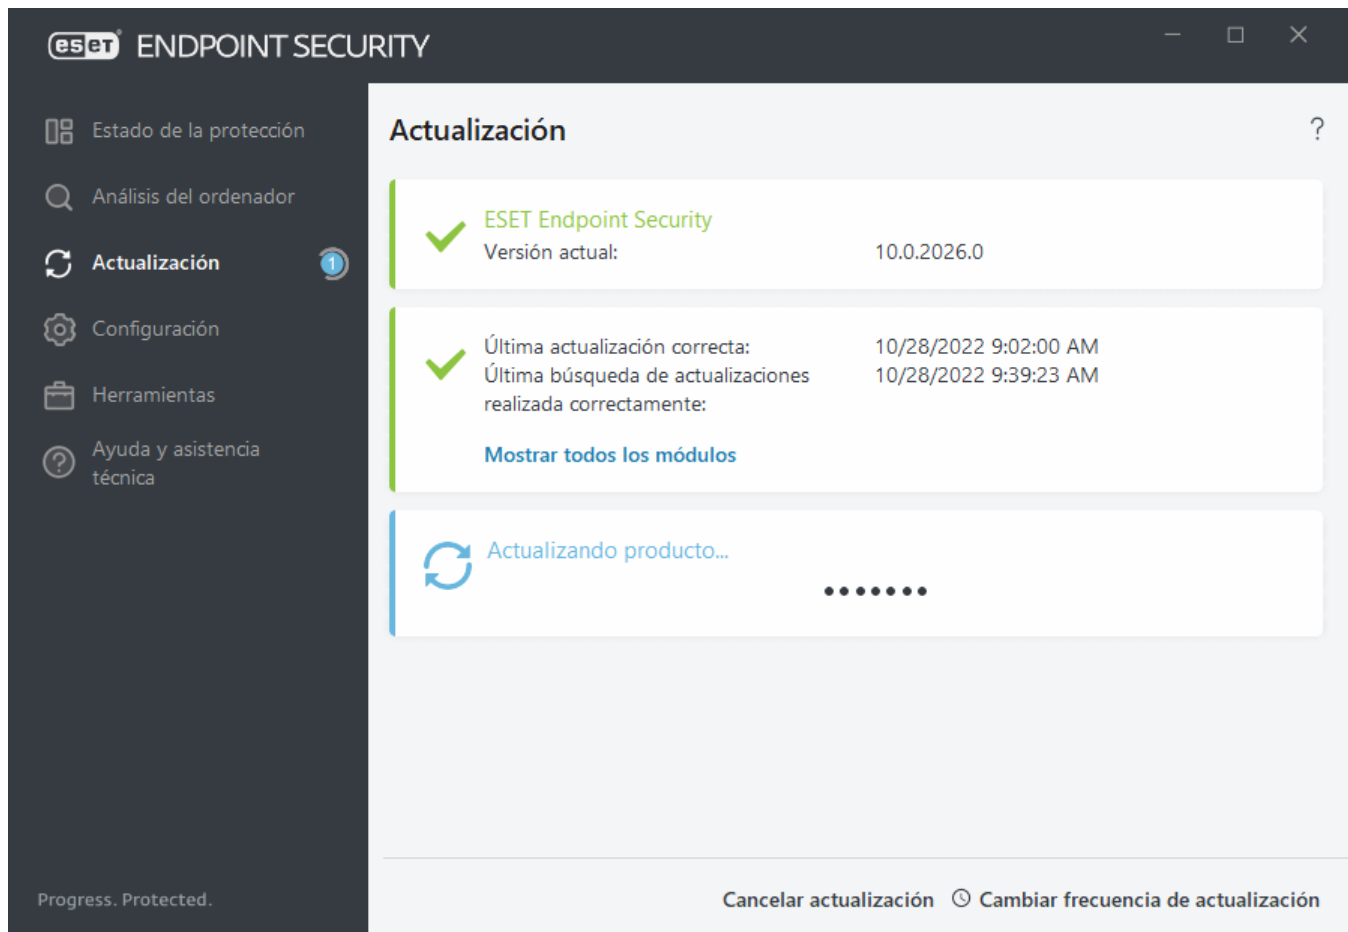 eset ENDPOINT SECURITY
Estado de la protección
Análisis del ordenador
Actualización 1
Configuración
Herramientas
Ayuda y asistencia
técnica
Progress. Protected.
Actualización ?
ESET Endpoint Security
Versión actual: 10.0.2026.0
Última actualización correcta: 10/28/2022 9:02:00 AM
Última búsqueda de actualizaciones 10/28/2022 9:39:23 AM
realizada correctamente:
Mostrar todos los módulos
Actualizando producto...
Cancelar actualización Cambiar frecuencia de actualización